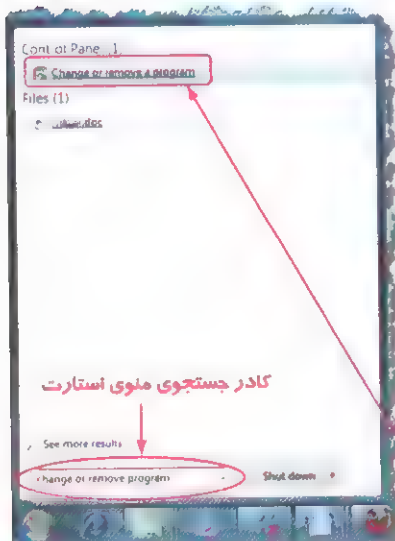 Control Panel (1)
Change or remove a program
Files (1)
.doc
کادر جستجوی منوی استارت
See more results
change or remove program
Shut down